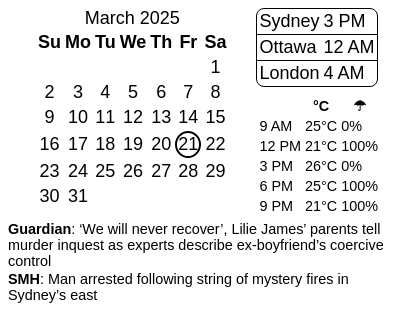 March 2025
Su Mo Tu We Th Fr Sa
1
2 3 4 5 6 7 8
9 10 11 12 13 14 15
16 17 18 19 20 21 22
23 24 25 26 27 28 29
30 31
Sydney 3 PM
Ottawa 12 AM
London 4 AM
°C ☂
9 AM 25°C 0%
12 PM 21°C 100%
3 PM 26°C 0%
6 PM 25°C 100%
9 PM 21°C 100%
Guardian: ‘We will never recover’, Lilie James’ parents tell
murder inquest as experts describe ex-boyfriend’s coercive
control
SMH: Man arrested following string of mystery fires in
Sydney’s east